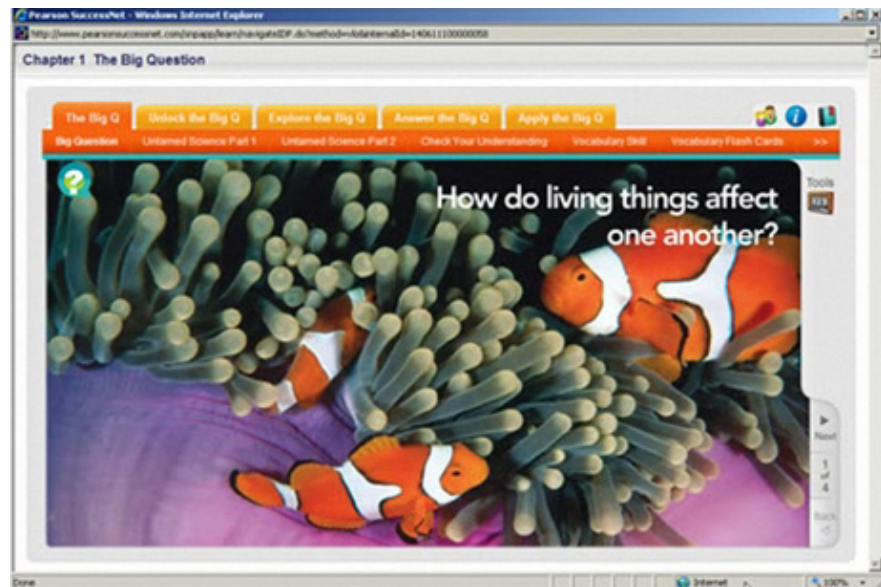 Pearson SuccessNet - Windows Internet Explorer
Chapter 1 The Big Question
The Big Q
Unlock the Big Q
Explore the Big Q
Answer the Big Q
Apply the Big Q
Big Question
Untamed Science Part 1
Untamed Science Part 2
Check Your Understanding
Vocabulary Skill
Vocabulary Flash Cards
>>
Tools
How do living things affect
one another?
Next
1
of
4
Back
Done
Internet
100%